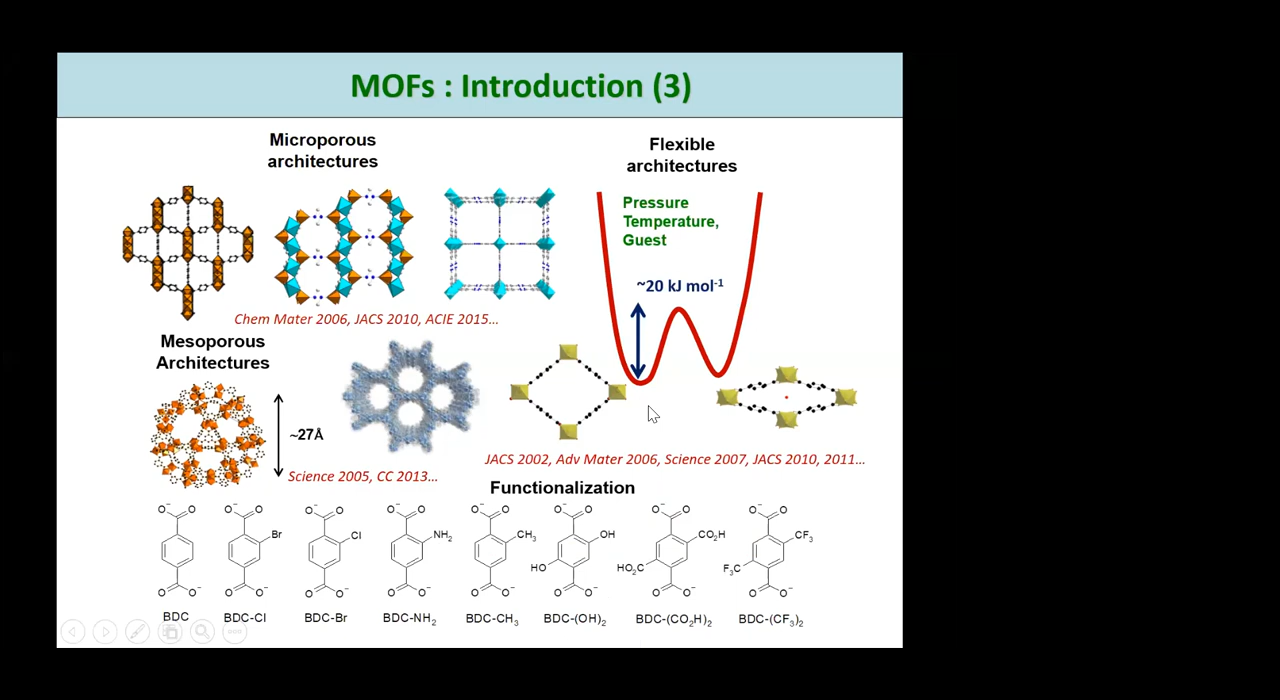 MOFs : Introduction (3)
Microporous
architectures
Flexible
architectures
Pressure
Temperature,
Guest
~20 kJ mol-1
Chem Mater 2006, JACS 2010, ACIE 2015…
Mesoporous
Architectures
~27Å
Science 2005, CC 2013…
JACS 2002, Adv Mater 2006, Science 2007, JACS 2010, 2011…
Functionalization
O- O O- O O- O O- O O- O O- O O- O O- O
Br Cl NH2 CH3 OH CO2H CF3
HO HO2C F3C
O O- O O- O O- O O- O O- O O- O O- O O-
BDC BDC-Cl BDC-Br BDC-NH2 BDC-CH3 BDC-(OH)2 BDC-(CO2H)2 BDC-(CF3)2